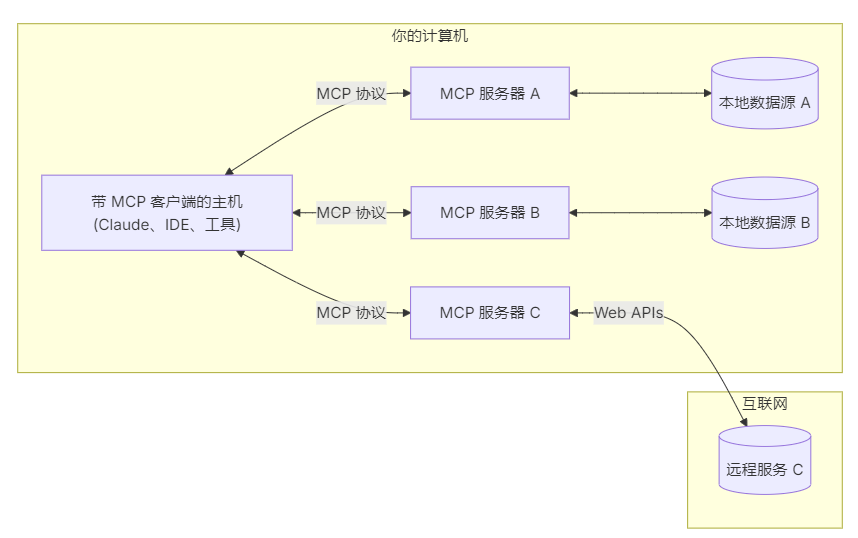 你的计算机
MCP 协议
MCP 服务器 A
本地数据源 A
带 MCP 客户端的主机
(Claude、IDE、工具)
MCP 协议
MCP 服务器 B
本地数据源 B
MCP 协议
MCP 服务器 C
Web APIs
互联网
远程服务 C